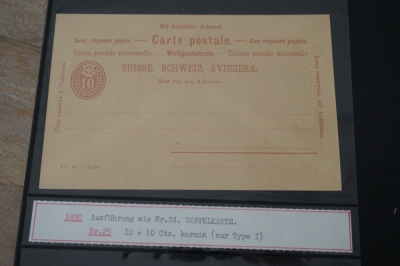 Mit bezahlter Antwort.
Avec réponse payée. — Carte postale. — Con risposta pagata.
Union postale universelle. — Weltpostverein. — Unione postale universale.
SUISSE. SCHWEIZ. SVIZZERA.
Nur für die Adresse.
10
1890 Ausführung wie Nr.24. DOPPELKARTE.
Nr.25 10 + 10 Cts. karmin (nur Type I)